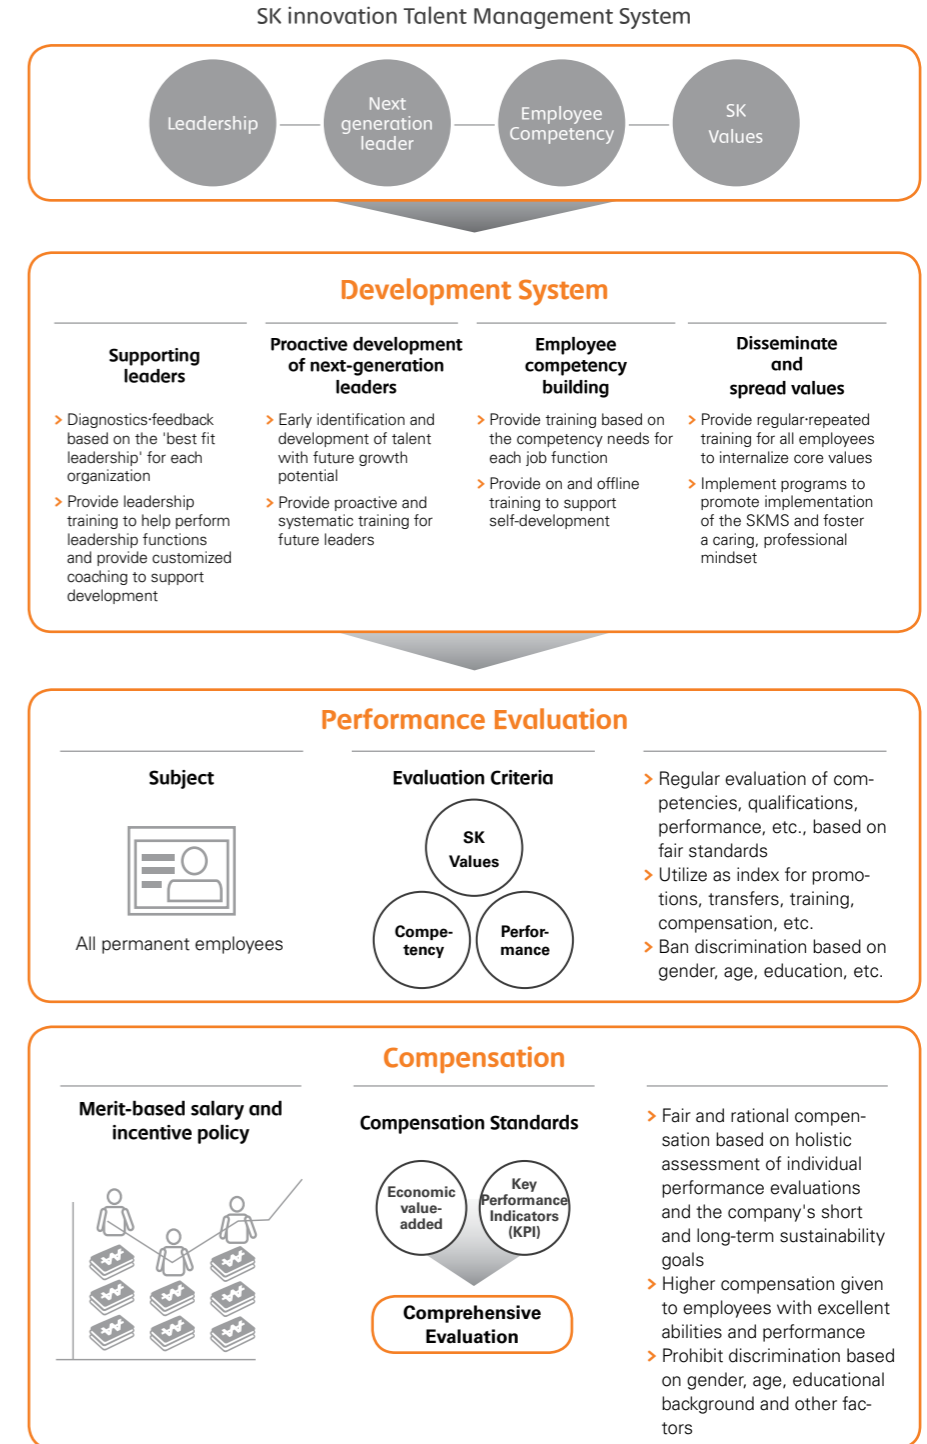 SK innovation Talent Management System
Leadership
Next
generation
leader
Employee
Competency
SK
Values
Development System
Supporting
leaders
> Diagnostics·feedback
based on the 'best fit
leadership' for each
organization
> Provide leadership
training to help perform
leadership functions
and provide customized
coaching to support
development
Proactive development
of next-generation
leaders
> Early identification and
development of talent
with future growth
potential
> Provide proactive and
systematic training for
future leaders
Employee
competency
building
> Provide training based on
the competency needs for
each job function
> Provide on and offline
training to support
self-development
Disseminate
and
spread values
> Provide regular·repeated
training for all employees
to internalize core values
> Implement programs to
promote implementation
of the SKMS and foster
a caring, professional
mindset
Performance Evaluation
Subject
All permanent employees
Evaluation Criteria
SK
Values
Compe-
tency
Perfor-
mance
> Regular evaluation of com-
petencies, qualifications,
performance, etc., based on
fair standards
> Utilize as index for promo-
tions, transfers, training,
compensation, etc.
> Ban discrimination based on
gender, age, education, etc.
Compensation
Merit-based salary and
incentive policy
₩ ₩
₩ ₩ ₩
₩ ₩ ₩
Compensation Standards
Economic
value-
added
Key
Performance
Indicators
(KPI)
Comprehensive
Evaluation
> Fair and rational compen-
sation based on holistic
assessment of individual
performance evaluations
and the company's short
and long-term sustainability
goals
> Higher compensation given
to employees with excellent
abilities and performance
> Prohibit discrimination based
on gender, age, educational
background and other fac-
tors